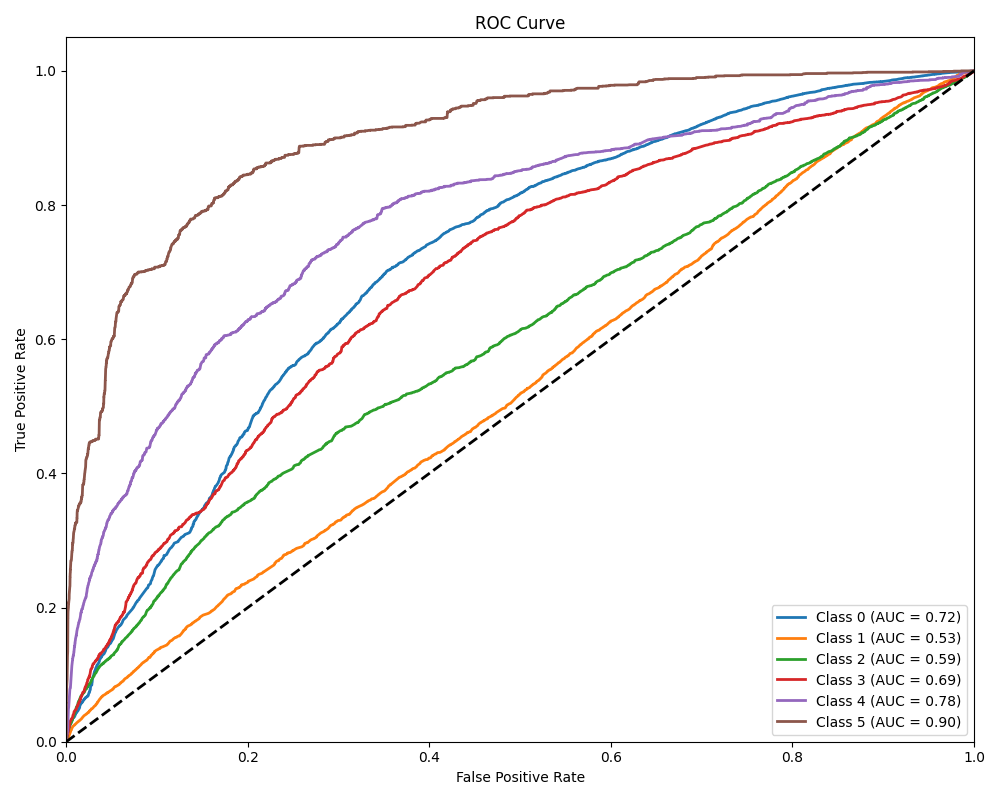 ROC Curve
True Positive Rate
1.0
0.8
0.6
0.4
0.2
0.0
0.0 0.2 0.4 0.6 0.8 1.0
False Positive Rate
Class 0 (AUC = 0.72)
Class 1 (AUC = 0.53)
Class 2 (AUC = 0.59)
Class 3 (AUC = 0.69)
Class 4 (AUC = 0.78)
Class 5 (AUC = 0.90)